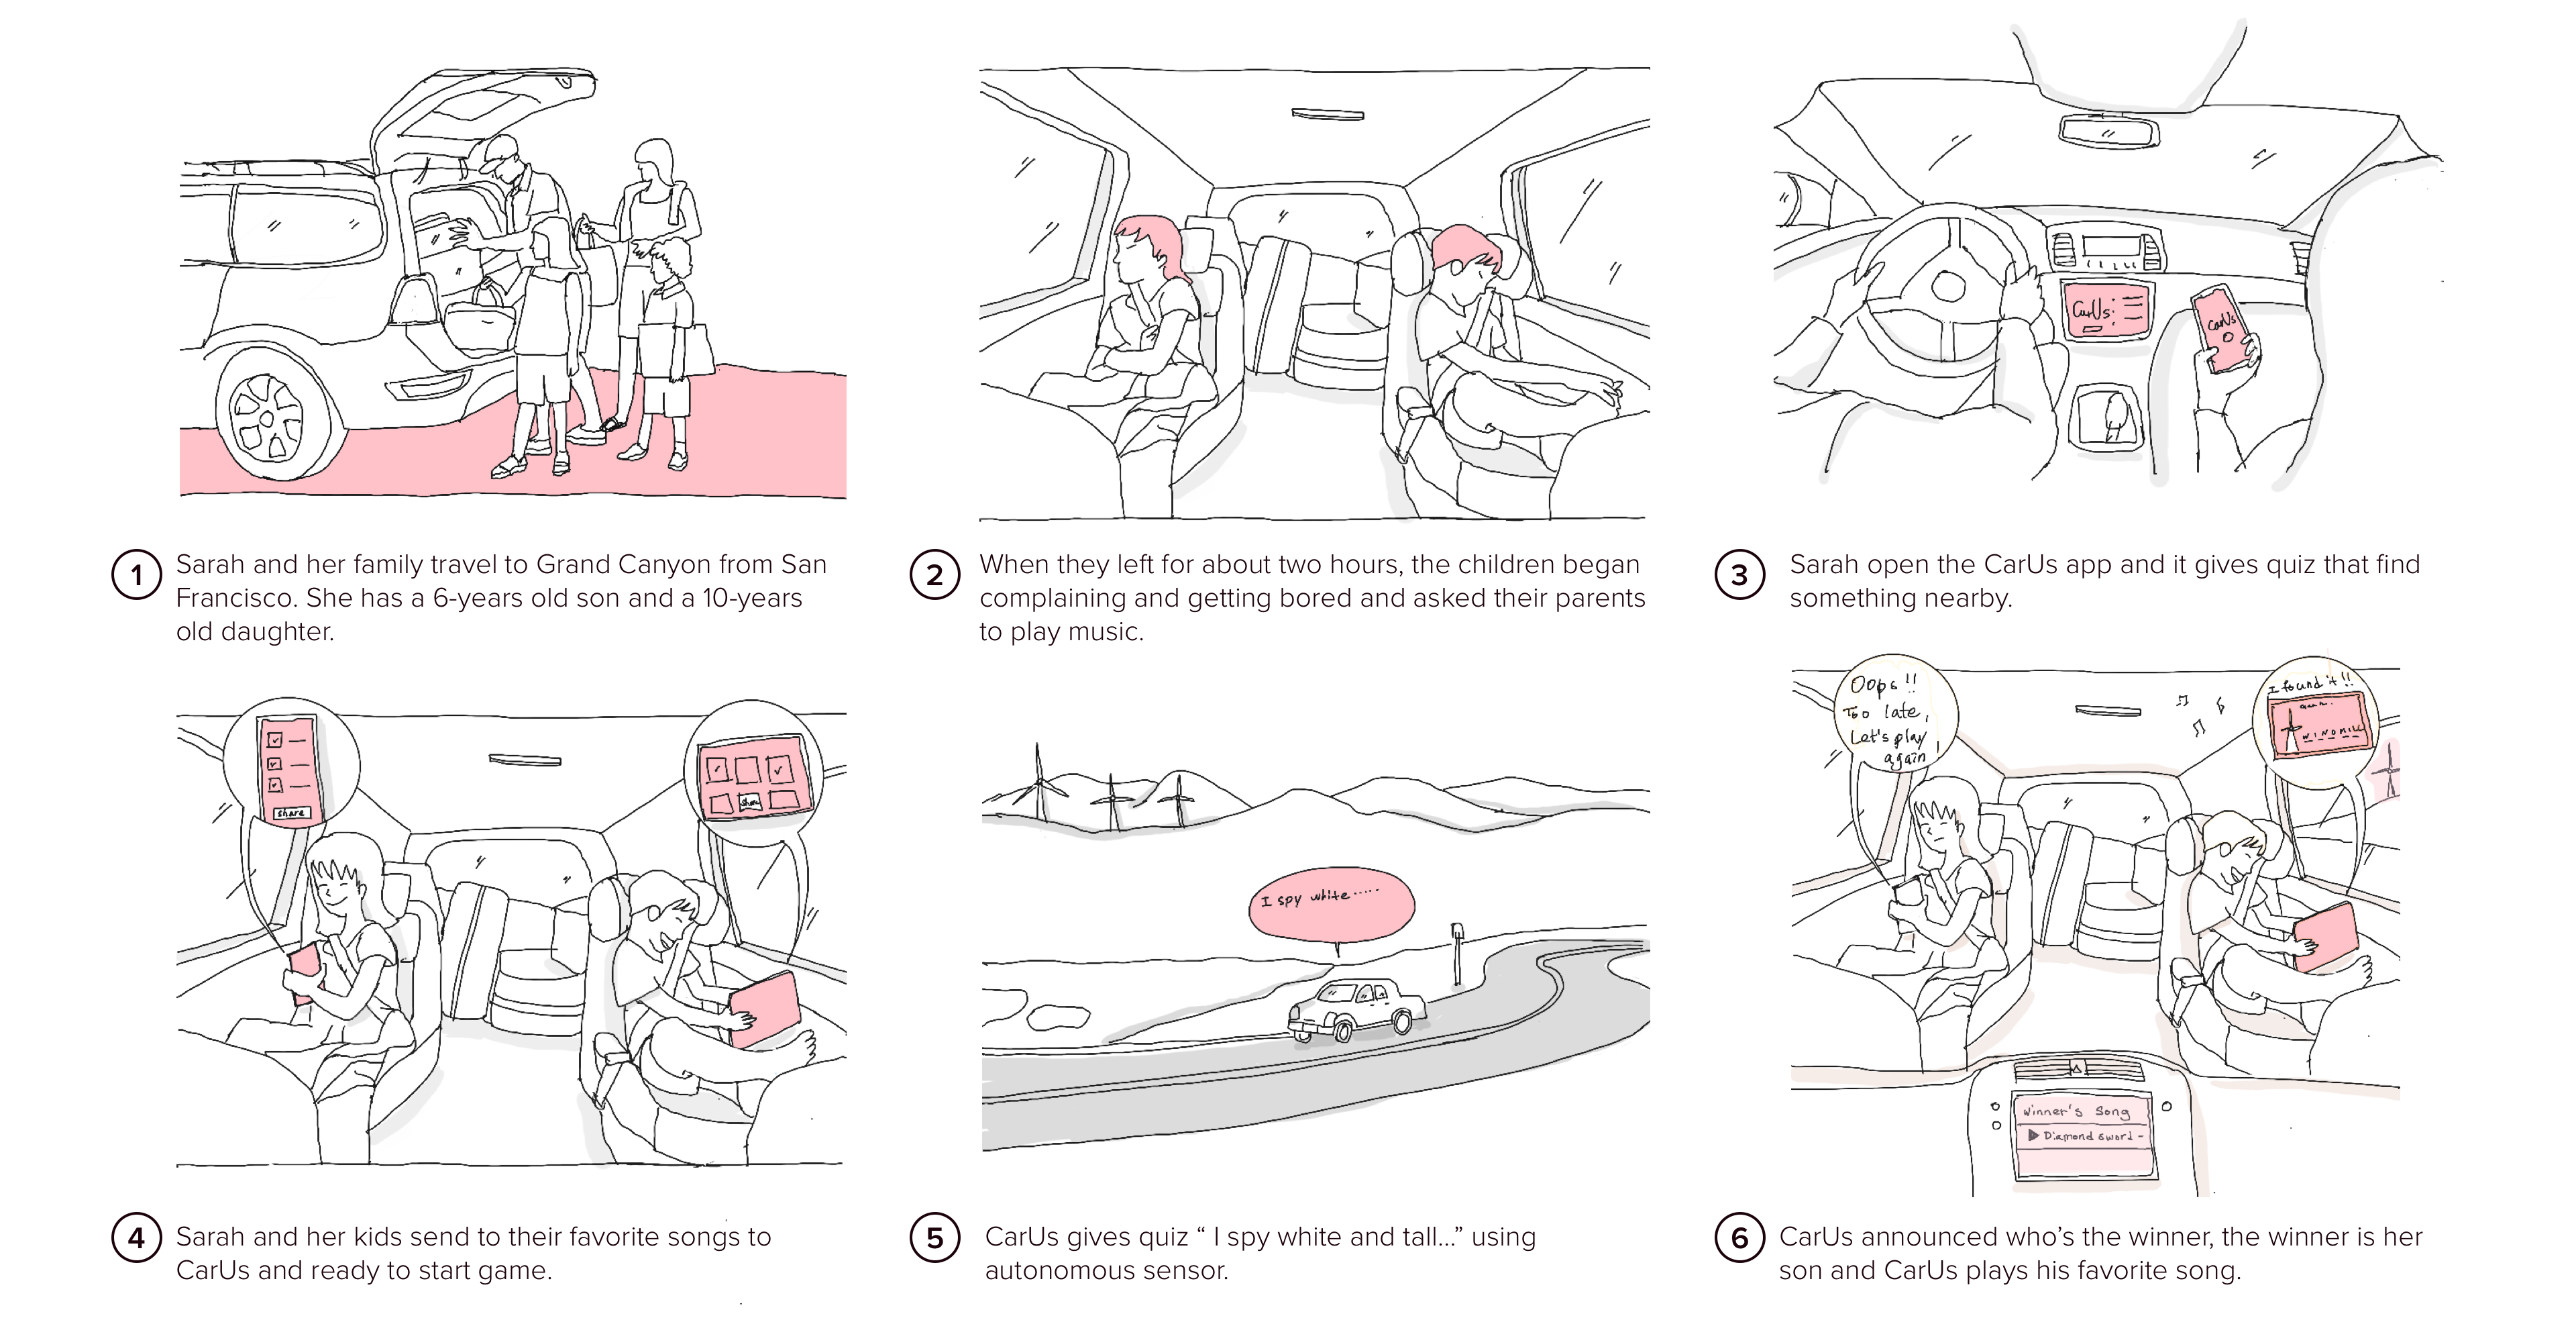 1
Sarah and her family travel to Grand Canyon from San
Francisco. She has a 6-years old son and a 10-years
old daughter.
2
When they left for about two hours, the children began
complaining and getting bored and asked their parents
to play music.
CarUs:
CarUs
3
Sarah open the CarUs app and it gives quiz that find
something nearby.
share
share
4
Sarah and her kids send to their favorite songs to
CarUs and ready to start game.
I spy white.....
5
CarUs gives quiz “ I spy white and tall...” using
autonomous sensor.
Oops!!
Too late,
Let's play
again!
I found it!!
WINDMILL
Winner's Song
Diamond sword -
6
CarUs announced who’s the winner, the winner is her
son and CarUs plays his favorite song.